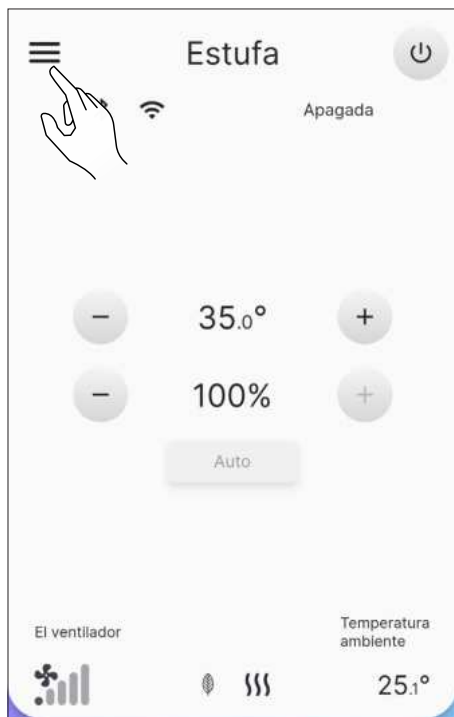 Estufa
Apagada
− 35.0° +
− 100% +
Auto
El ventilador
Temperatura
ambiente
25.1°